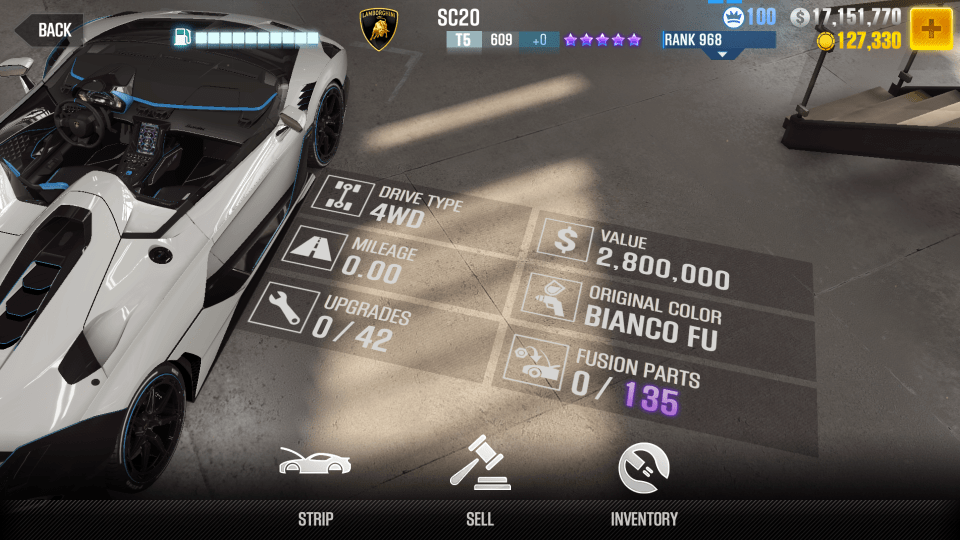 BACK
LAMBORGHINI
SC20
T5 609 +0
100
17,151,770
RANK 968
127,330
DRIVE TYPE
4WD
MILEAGE
0.00
UPGRADES
0 / 42
VALUE
2,800,000
ORIGINAL COLOR
BIANCO FU
FUSION PARTS
0 / 135
STRIP
SELL
INVENTORY